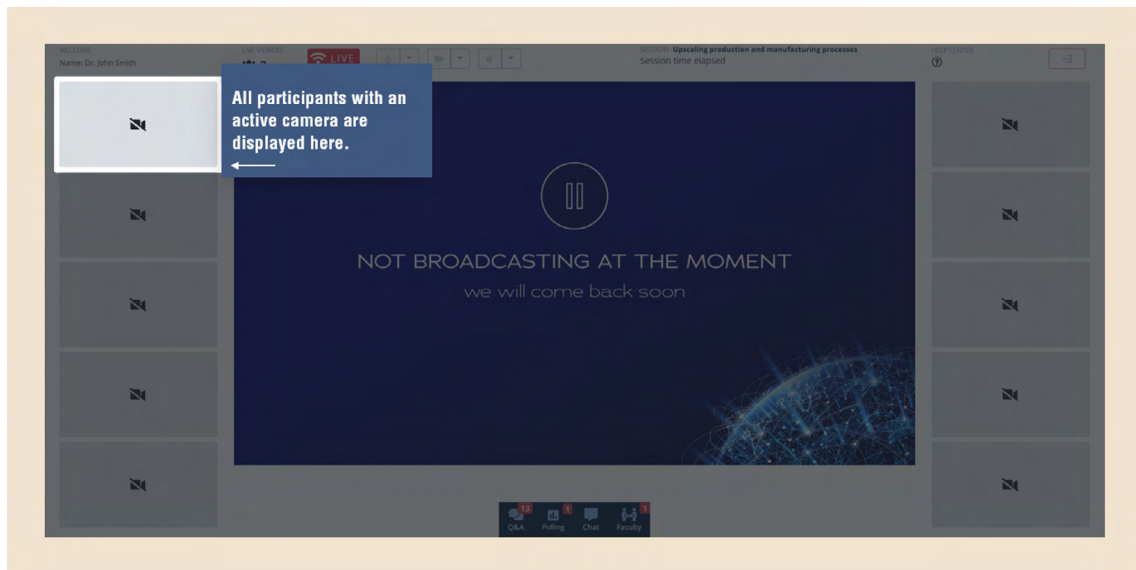 WELCOME
Name: Dr. John Smith
LIVE VIEWERS
LIVE
SESSION Upscaling production and manufacturing processes
Session time elapsed
HELP CENTER
All participants with an
active camera are
displayed here.
NOT BROADCASTING AT THE MOMENT
we will come back soon
13
1
1
Q&A
Polling
Chat
Faculty